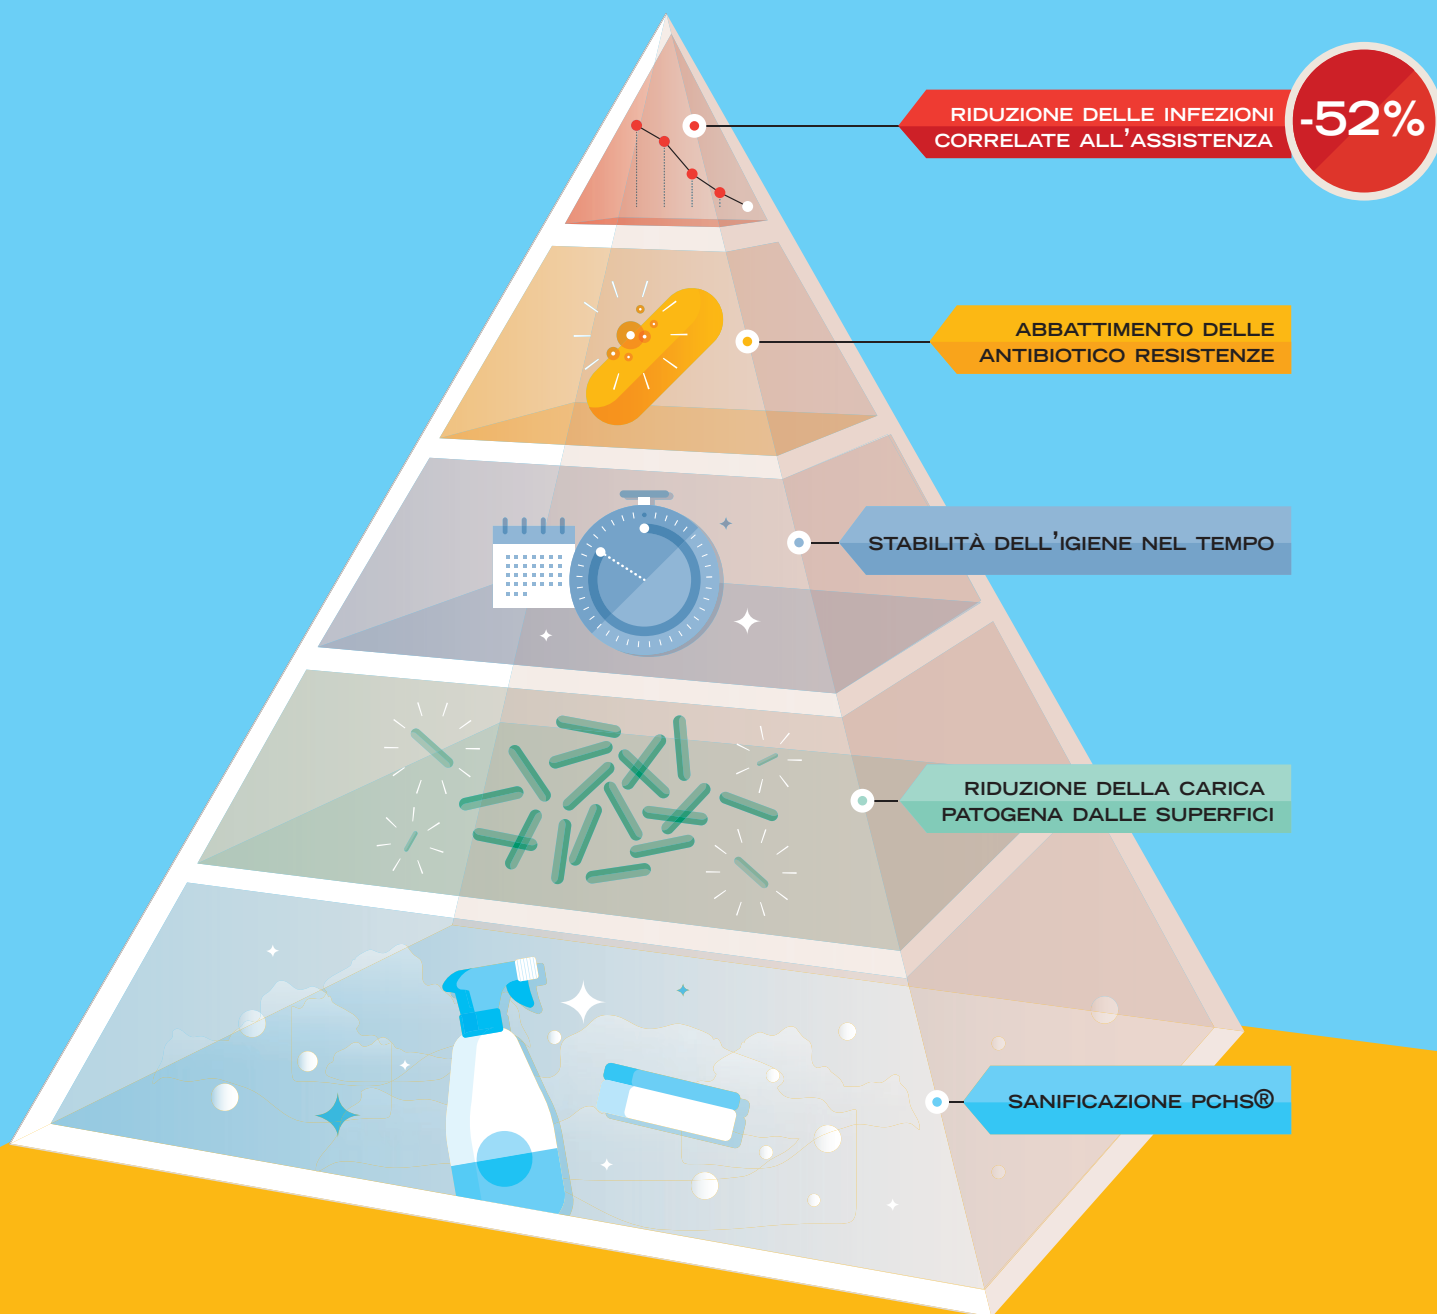 RIDUZIONE DELLE INFEZIONI
CORRELATE ALL'ASSISTENZA
-52%
ABBATTIMENTO DELLE
ANTIBIOTICO RESISTENZE
STABILITÀ DELL'IGIENE NEL TEMPO
RIDUZIONE DELLA CARICA
PATOGENA DALLE SUPERFICI
SANIFICAZIONE PCHS®